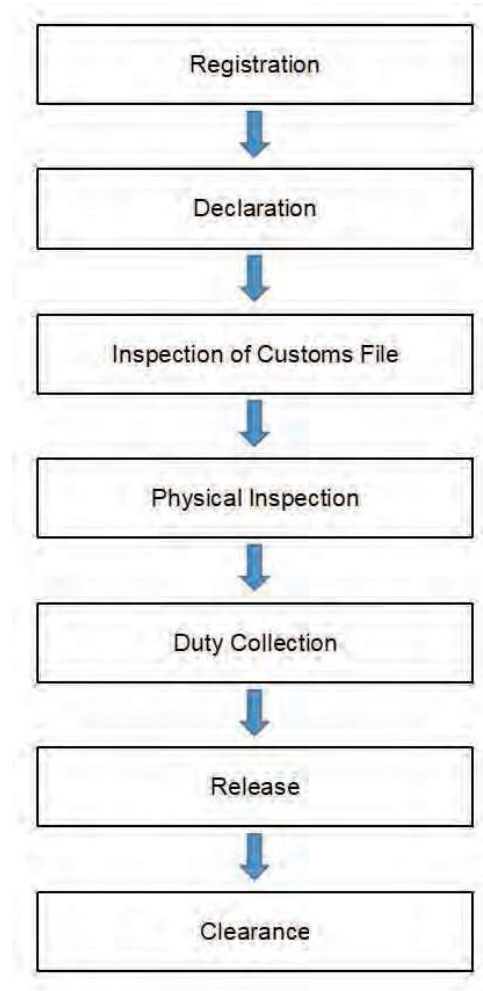 Registration
Declaration
Inspection of Customs File
Physical Inspection
Duty Collection
Release
Clearance